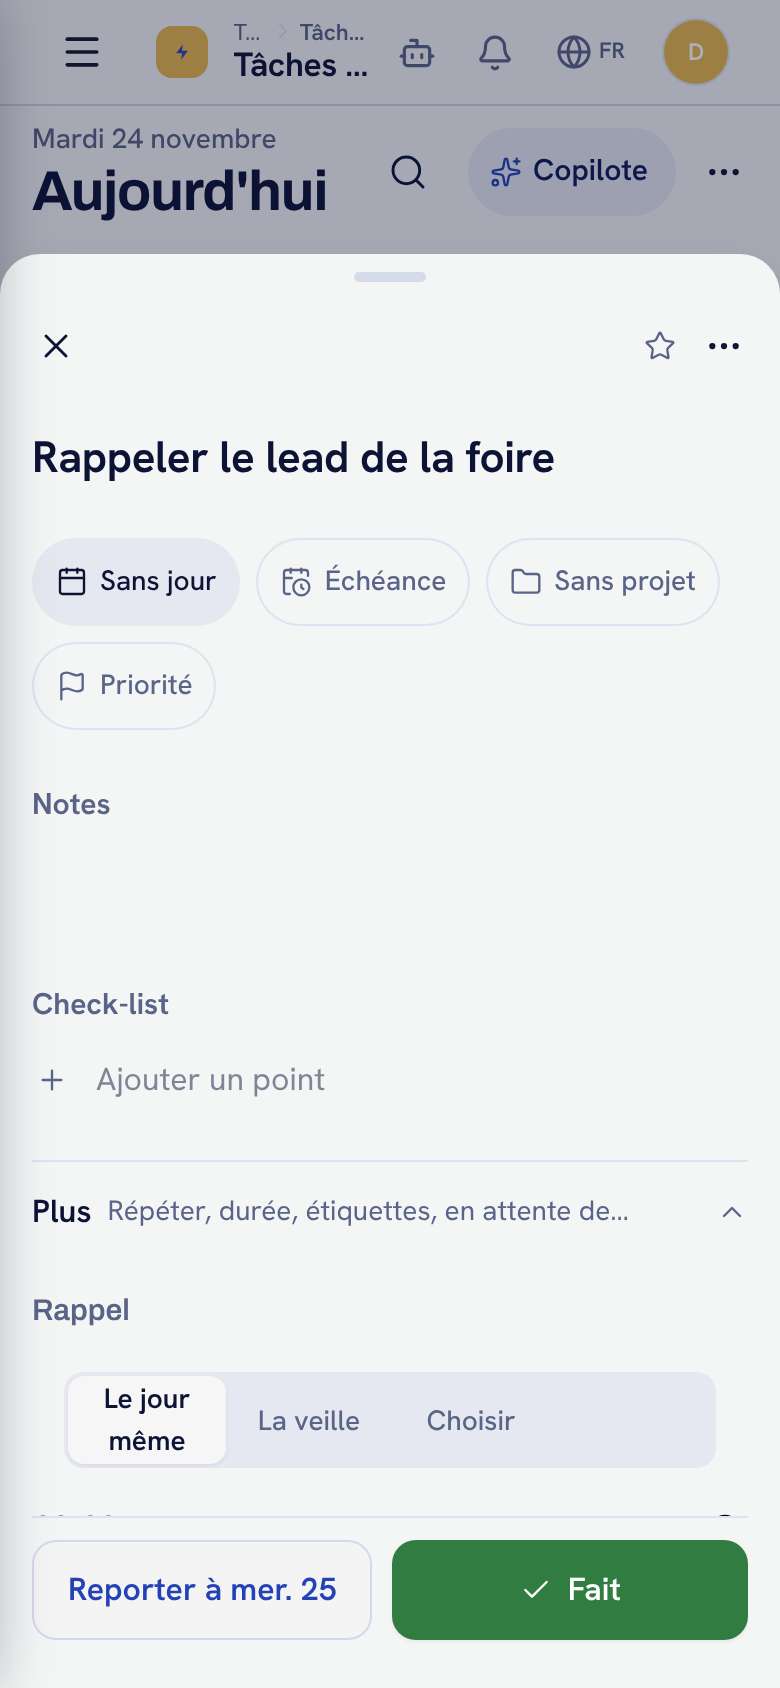 T... > Tâch...
Tâches ...
FR
D
Mardi 24 novembre
Aujourd'hui
Copilote
Rappeler le lead de la foire
Sans jour
Échéance
Sans projet
Priorité
Notes
Check-list
Ajouter un point
Plus Répéter, durée, étiquettes, en attente de...
Rappel
Le jour
même
La veille
Choisir
Reporter à mer. 25
Fait